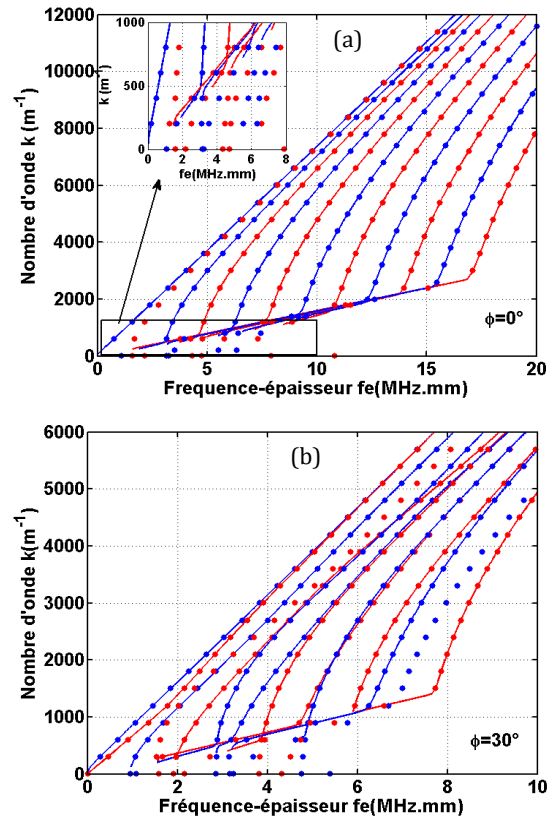 (a)
12000
10000
8000
6000
4000
2000
0
Nombre d'onde k (m⁻¹)
1000
500
0
k (m⁻¹)
0 2 4 6 8
fe(MHz.mm)
ϕ=0°
0 5 10 15 20
Frequence-épaisseur fe(MHz.mm)
(b)
6000
5000
4000
3000
2000
1000
0
Nombre d'onde k(m⁻¹)
ϕ=30°
0 2 4 6 8 10
Fréquence-épaisseur fe(MHz.mm)